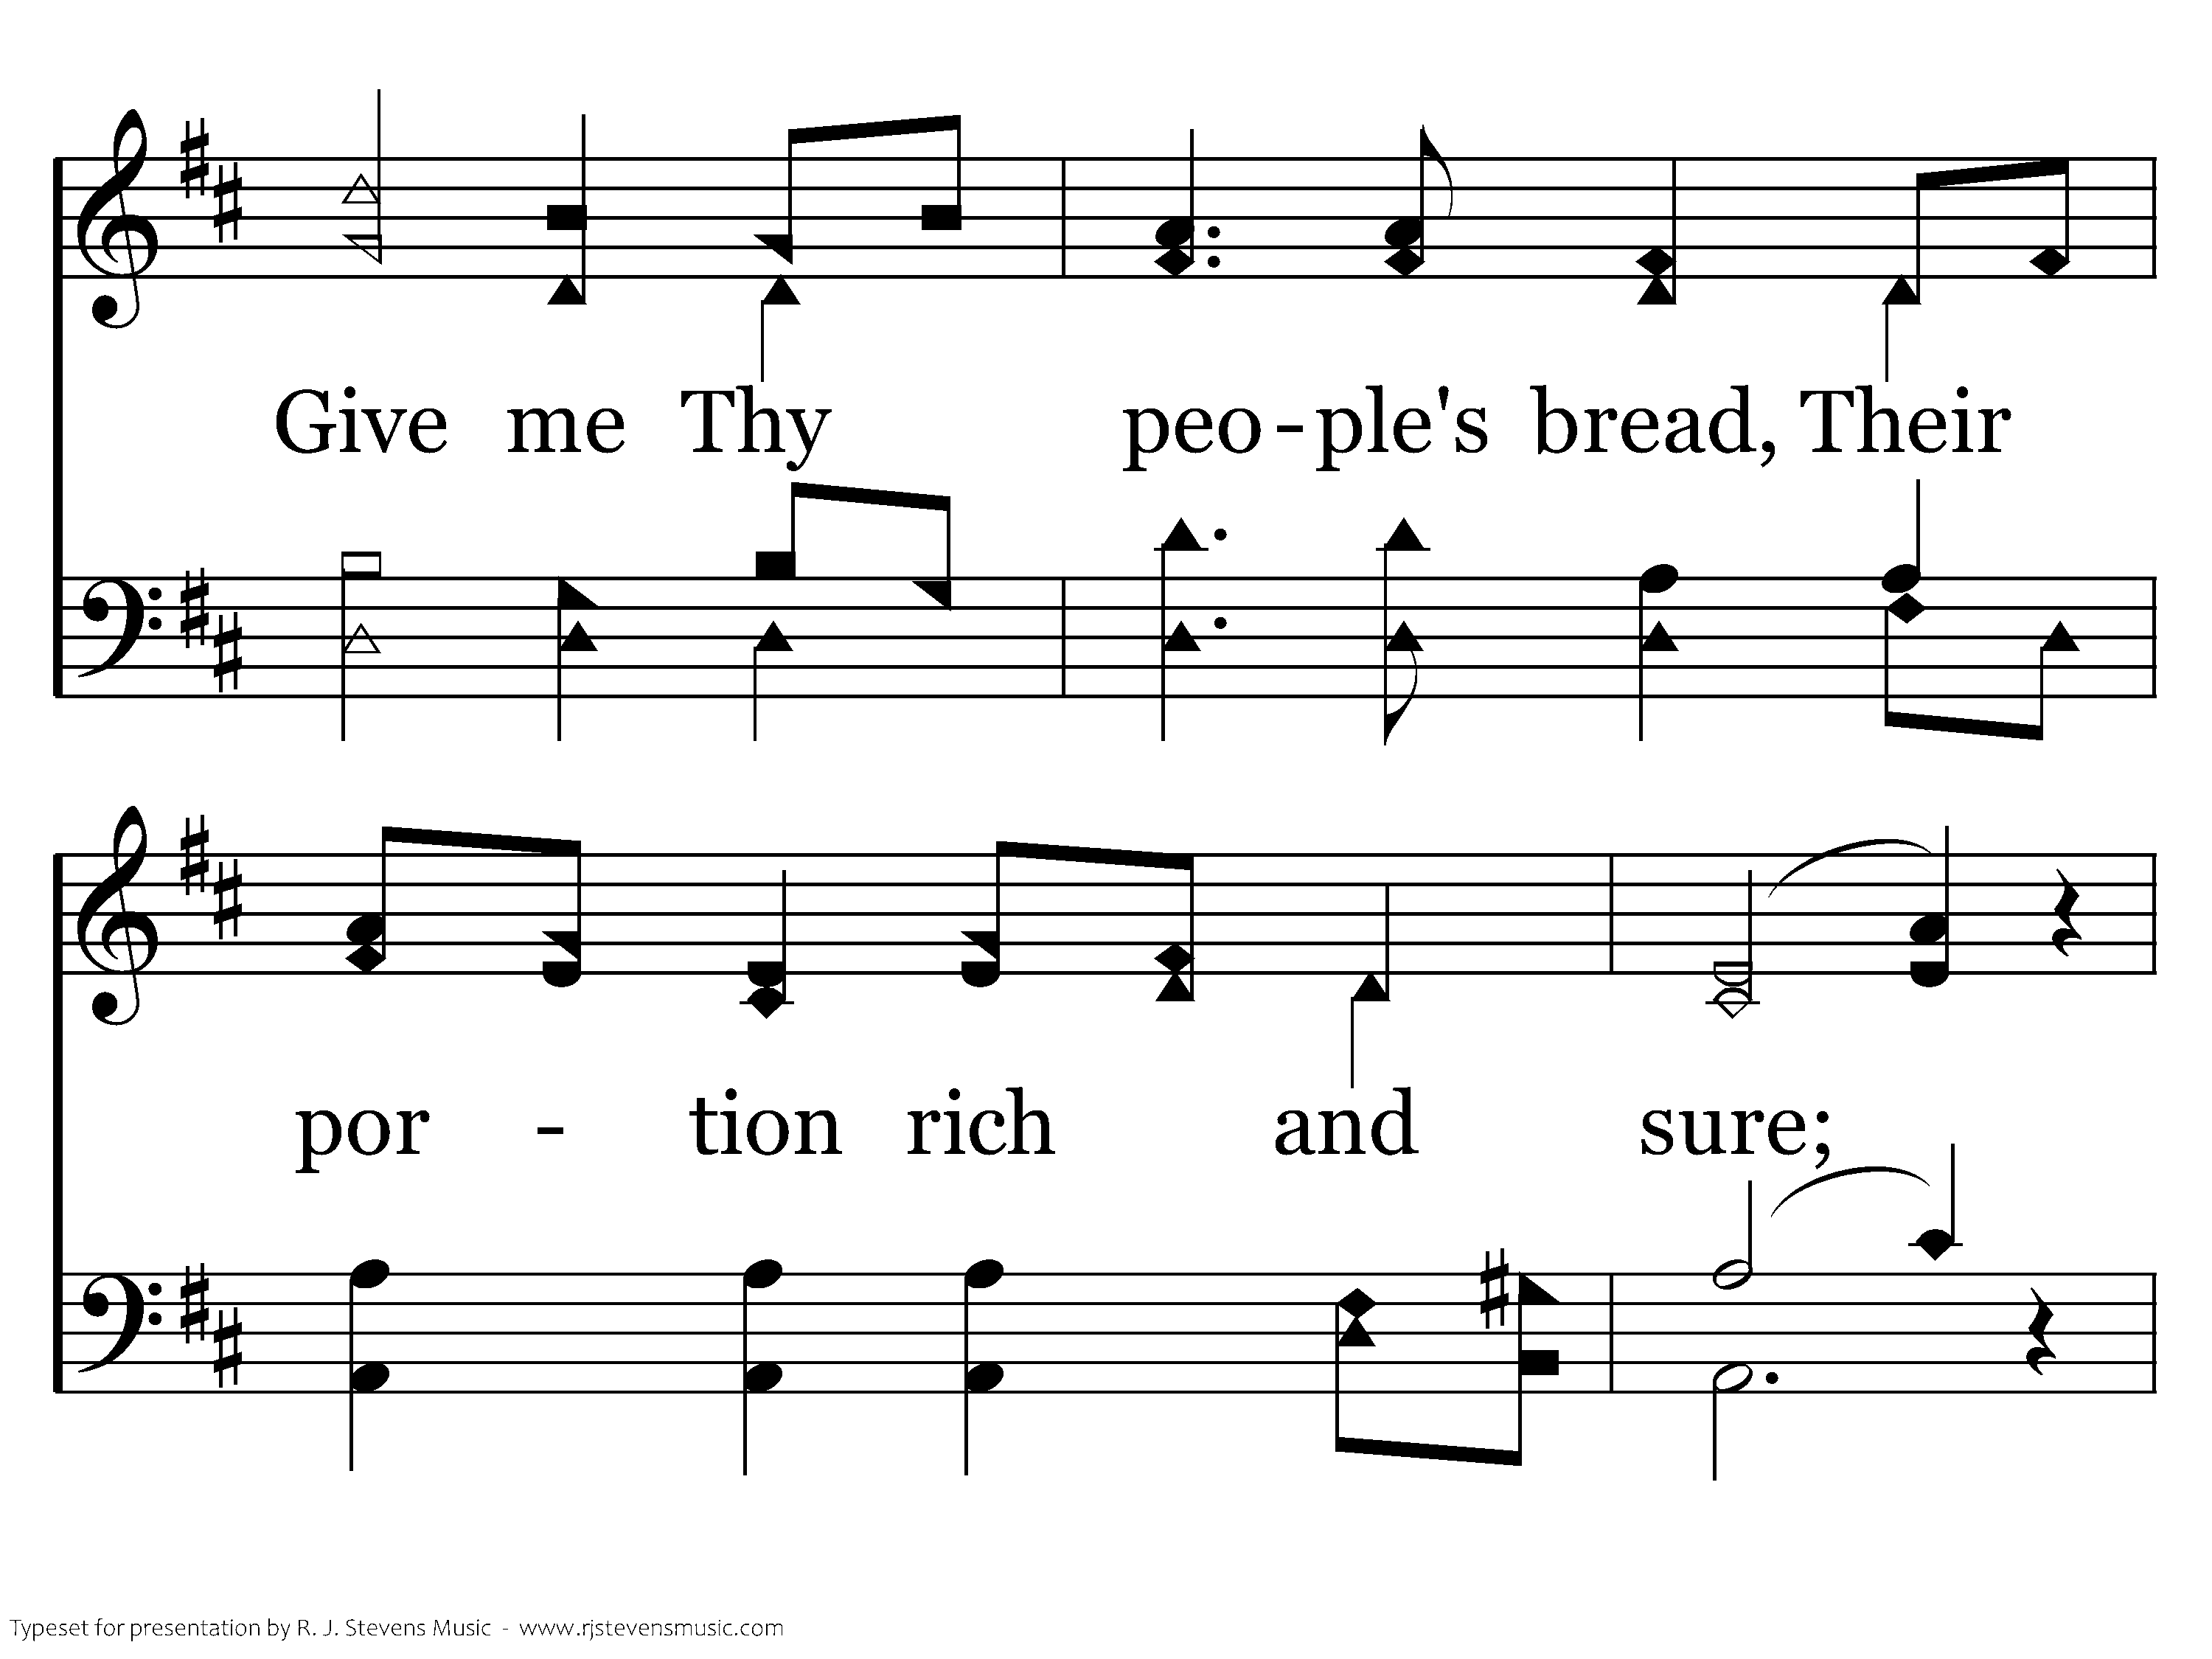 Give me Thy peo-ple's bread, Their
por - tion rich and sure;
Typeset for presentation by R. J. Stevens Music - www.rjstevensmusic.com